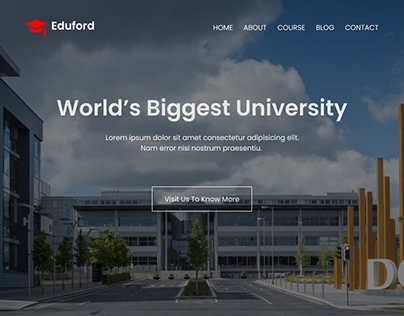 Eduford
HOME ABOUT COURSE BLOG CONTACT
World's Biggest University
Lorem ipsum dolor sit amet consectetur adipisicing elit.
Nam error nisi nostrum praesentiu.
Visit Us To Know More